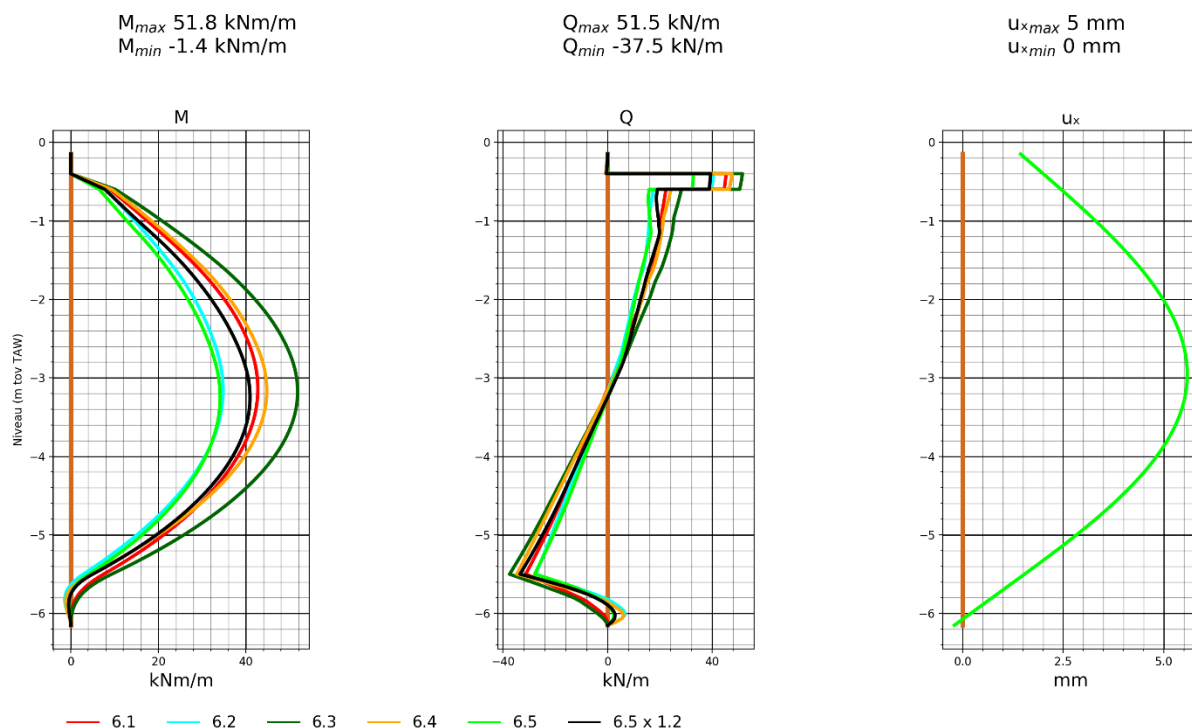 Mmax 51.8 kNm/m
Mmin -1.4 kNm/m
Qmax 51.5 kN/m
Qmin -37.5 kN/m
uxmax 5 mm
uxmin 0 mm
M
Q
ux
0
−1
−2
−3
−4
−5
−6
Niveau (m tov TAW)
0 20 40
kNm/m
0
−1
−2
−3
−4
−5
−6
−40 0 40
kN/m
0
−1
−2
−3
−4
−5
−6
0.0 2.5 5.0
mm
6.1 6.2 6.3 6.4 6.5 6.5 x 1.2